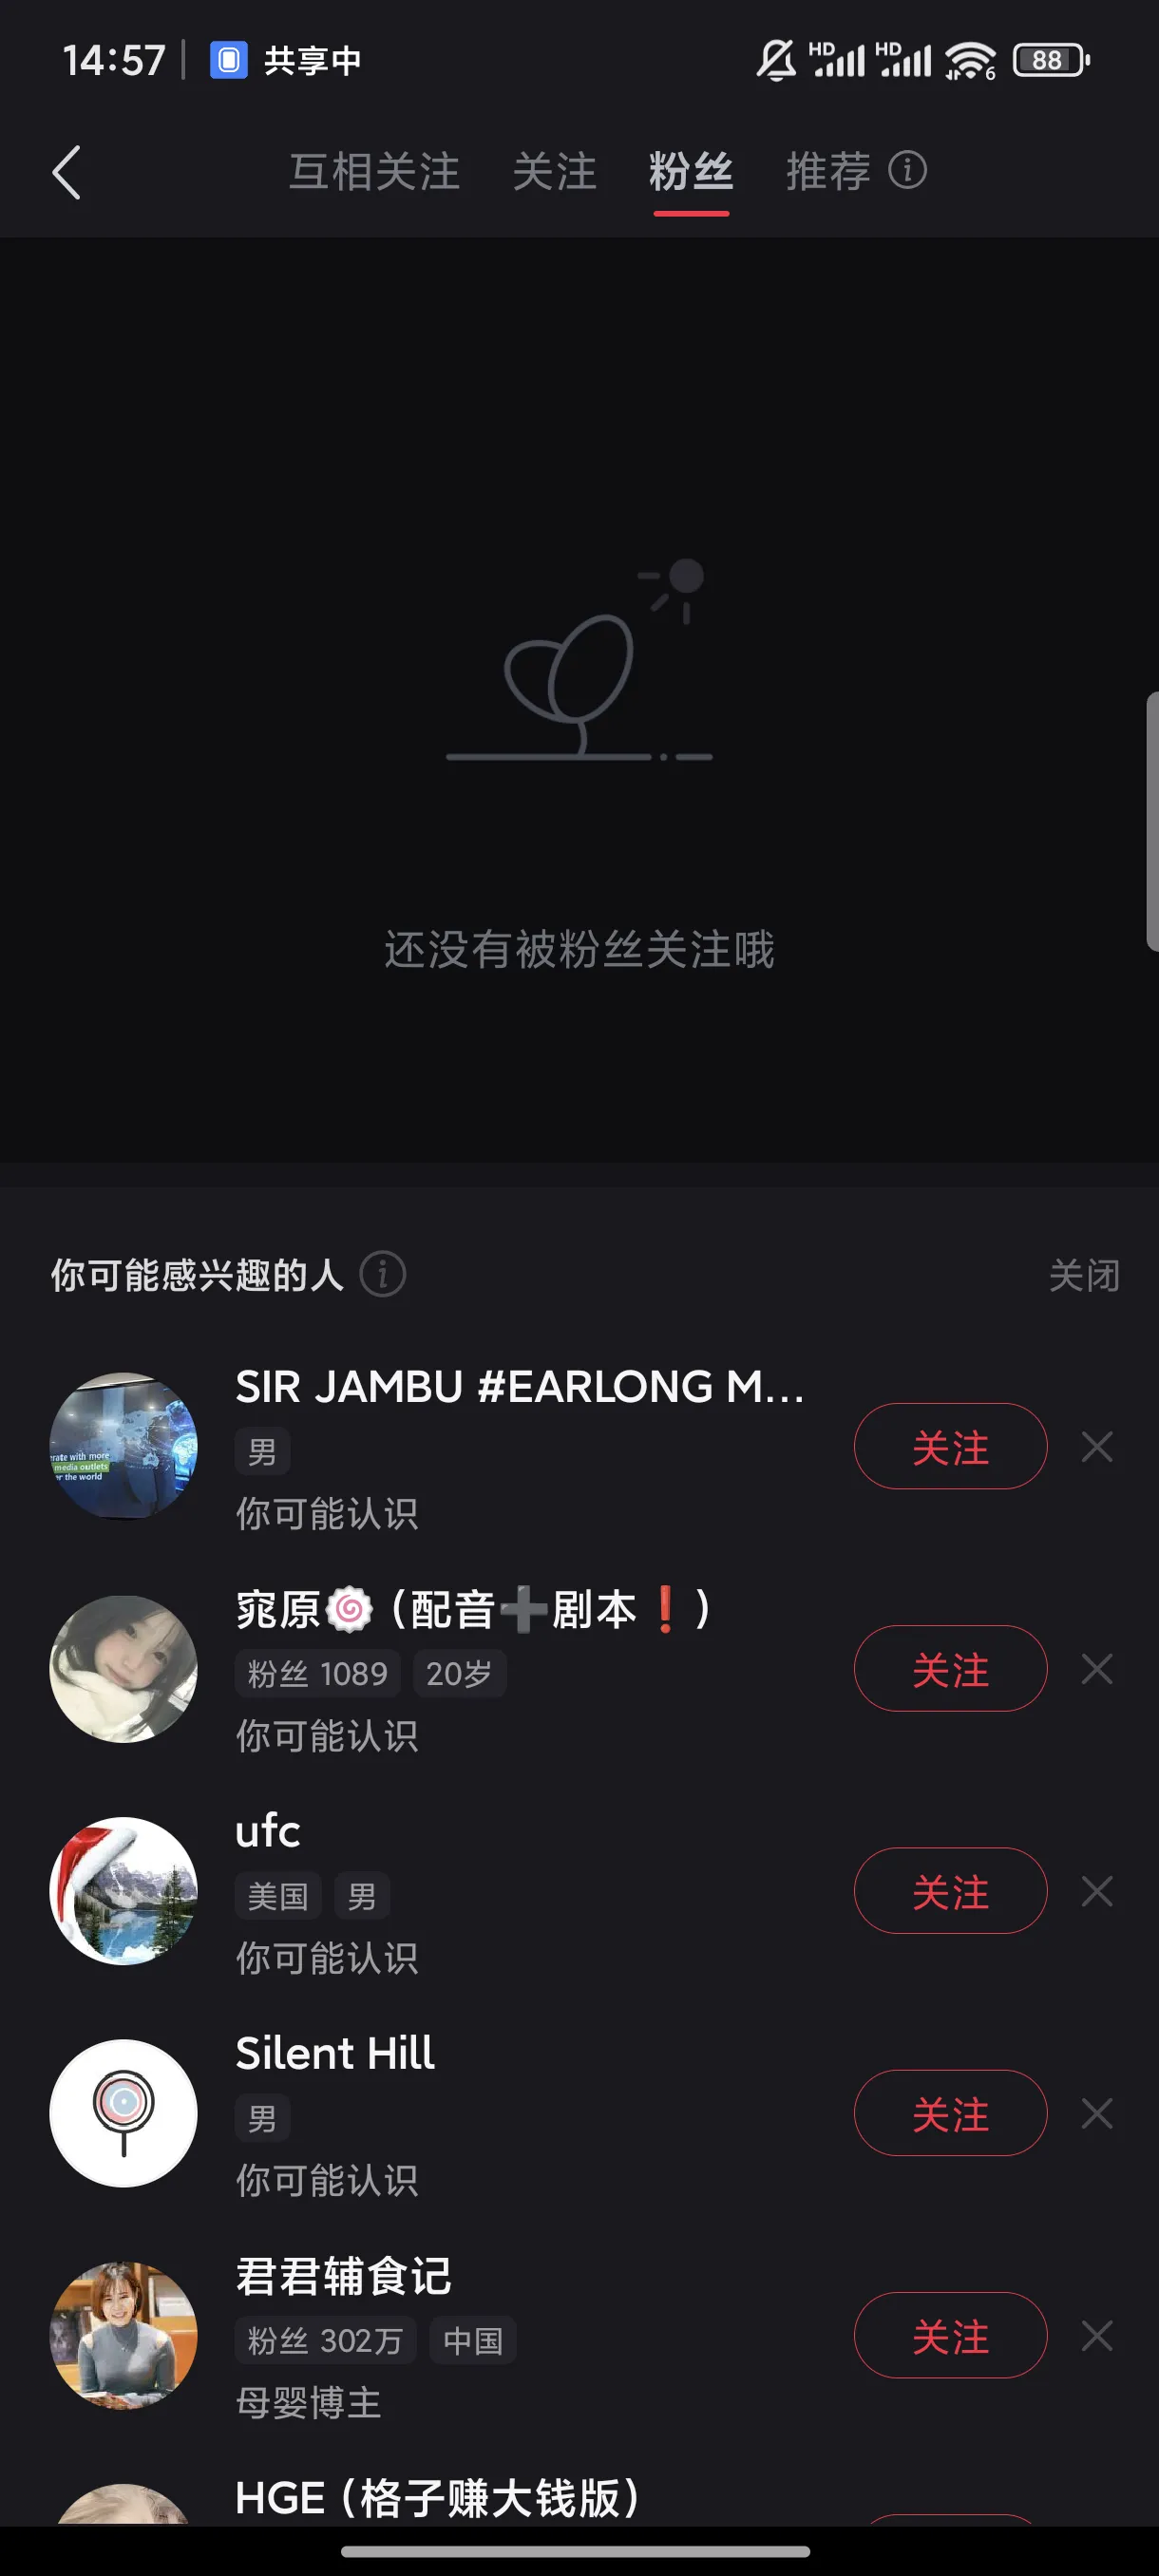 14:57 共享中 HD HD 6 88
互相关注 关注 粉丝 推荐
还没有被粉丝关注哦
你可能感兴趣的人 关闭
SIR JAMBU #EARLONG M...
rate with more
media outlets
er the world
男
关注
你可能认识
窕原🍥（配音➕剧本❗）
粉丝 1089 20岁
关注
你可能认识
ufc
美国 男
关注
你可能认识
Silent Hill
男
关注
你可能认识
君君辅食记
粉丝 302万 中国
关注
母婴博主
HGE（格子赚大钱版）